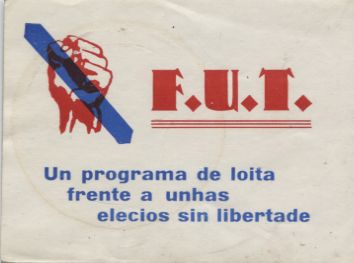 F.U.T.
Un programa de loita
frente a unhas
elecios sin libertade